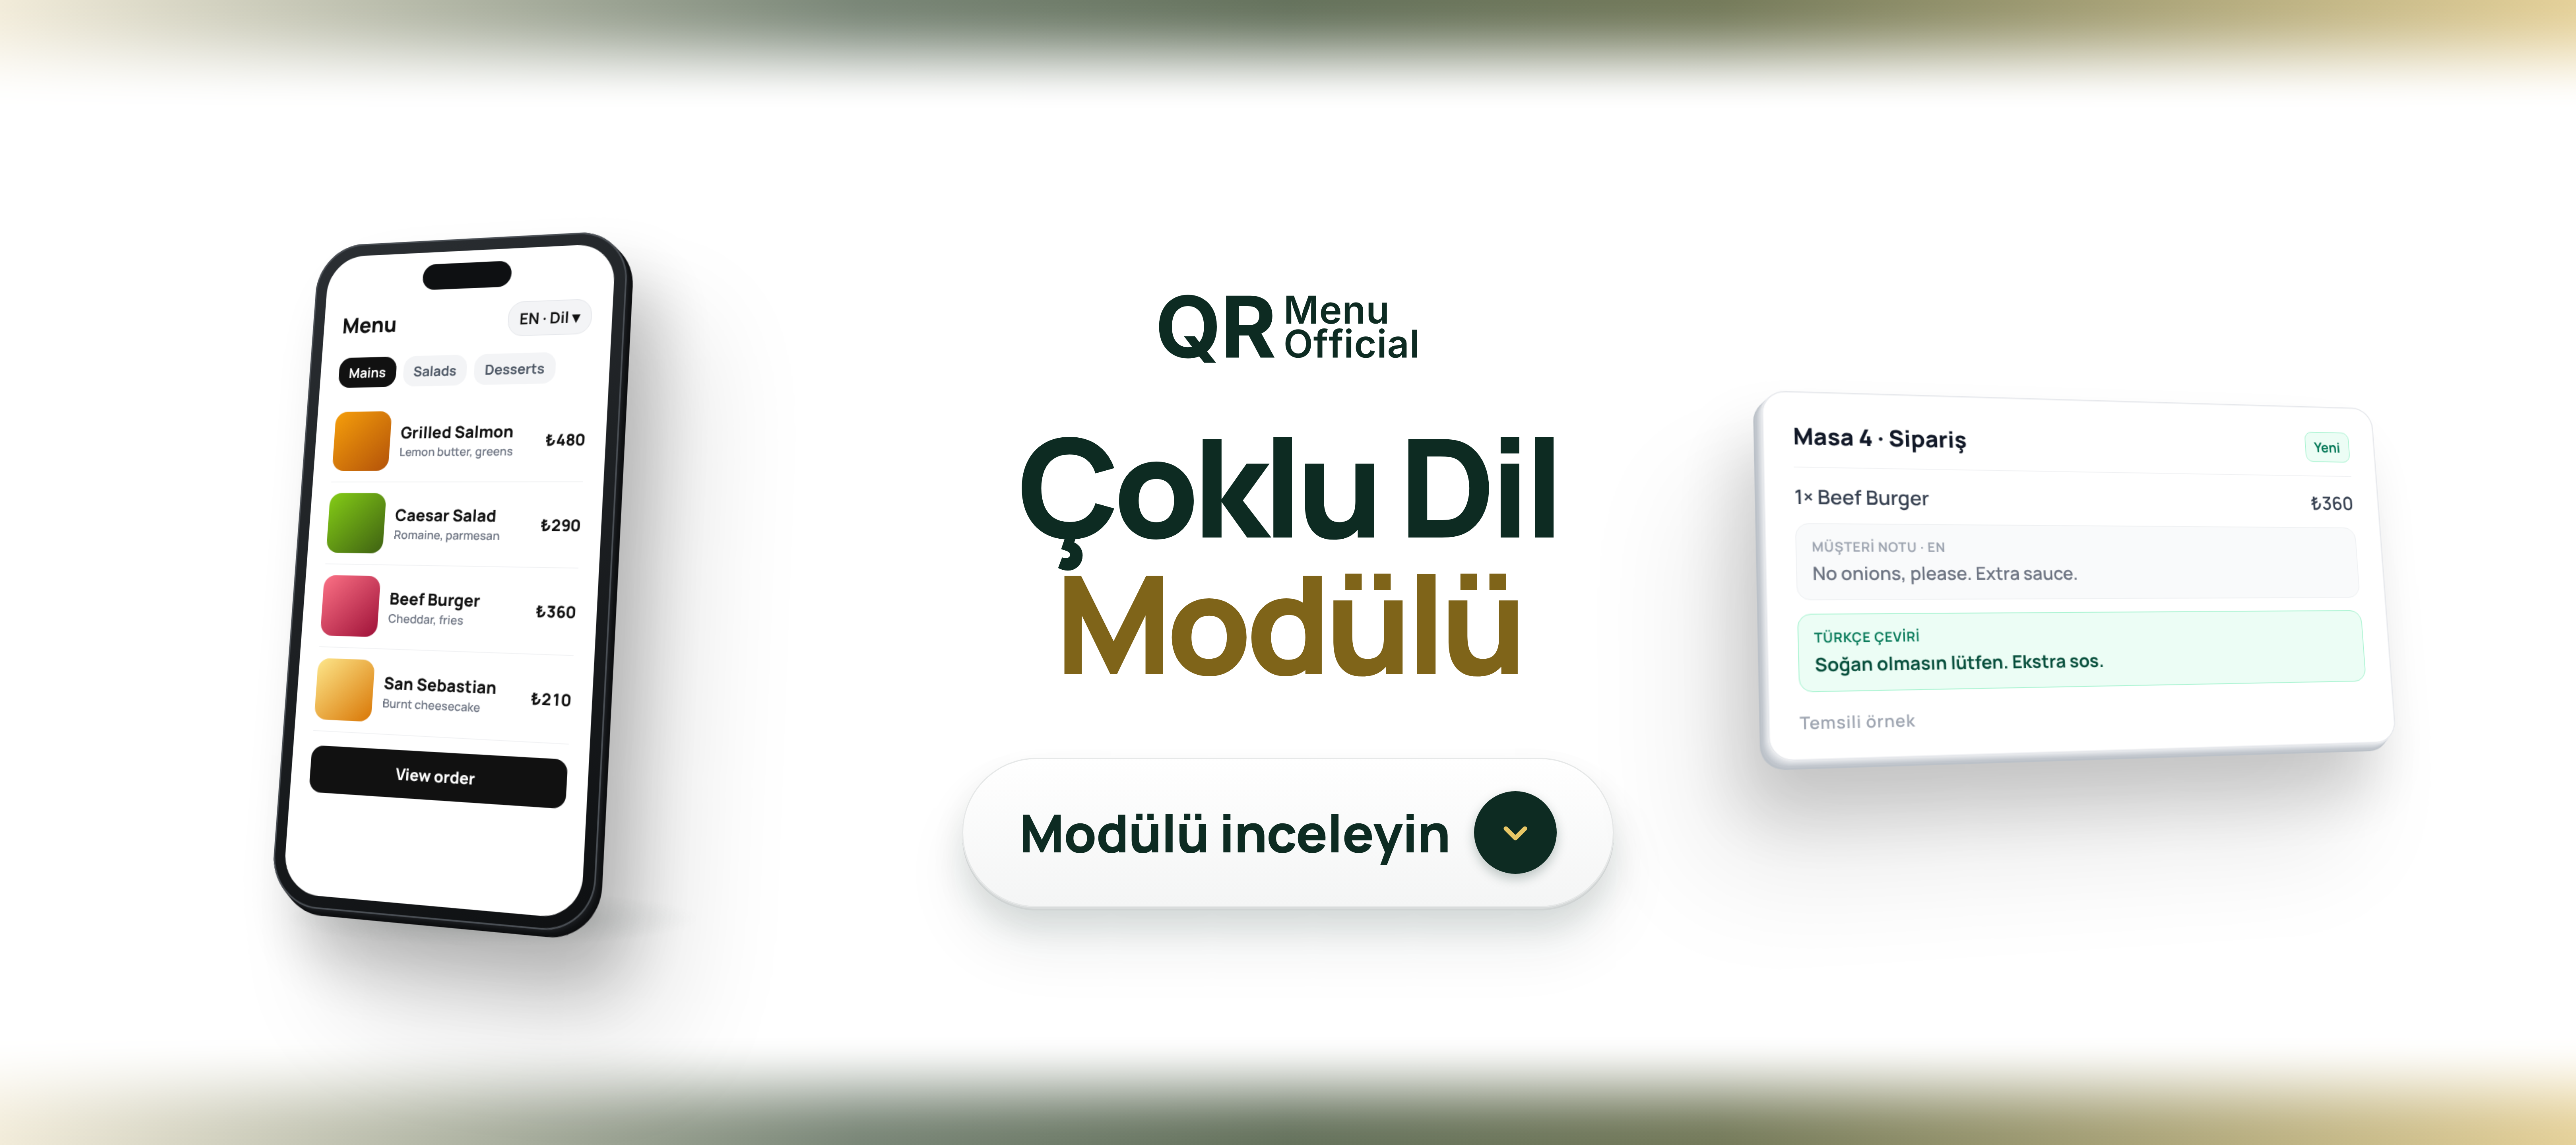 Menu
EN · Dil ▾
Mains
Salads
Desserts
Grilled Salmon
Lemon butter, greens
₺480
Caesar Salad
Romaine, parmesan
₺290
Beef Burger
Cheddar, fries
₺360
San Sebastian
Burnt cheesecake
₺210
View order
QR Menu
Official
Çoklu Dil
Modülü
Modülü inceleyin
Masa 4 · Sipariş
Yeni
1× Beef Burger
₺360
MÜŞTERİ NOTU · EN
No onions, please. Extra sauce.
TÜRKÇE ÇEVİRİ
Soğan olmasın lütfen. Ekstra sos.
Temsili örnek